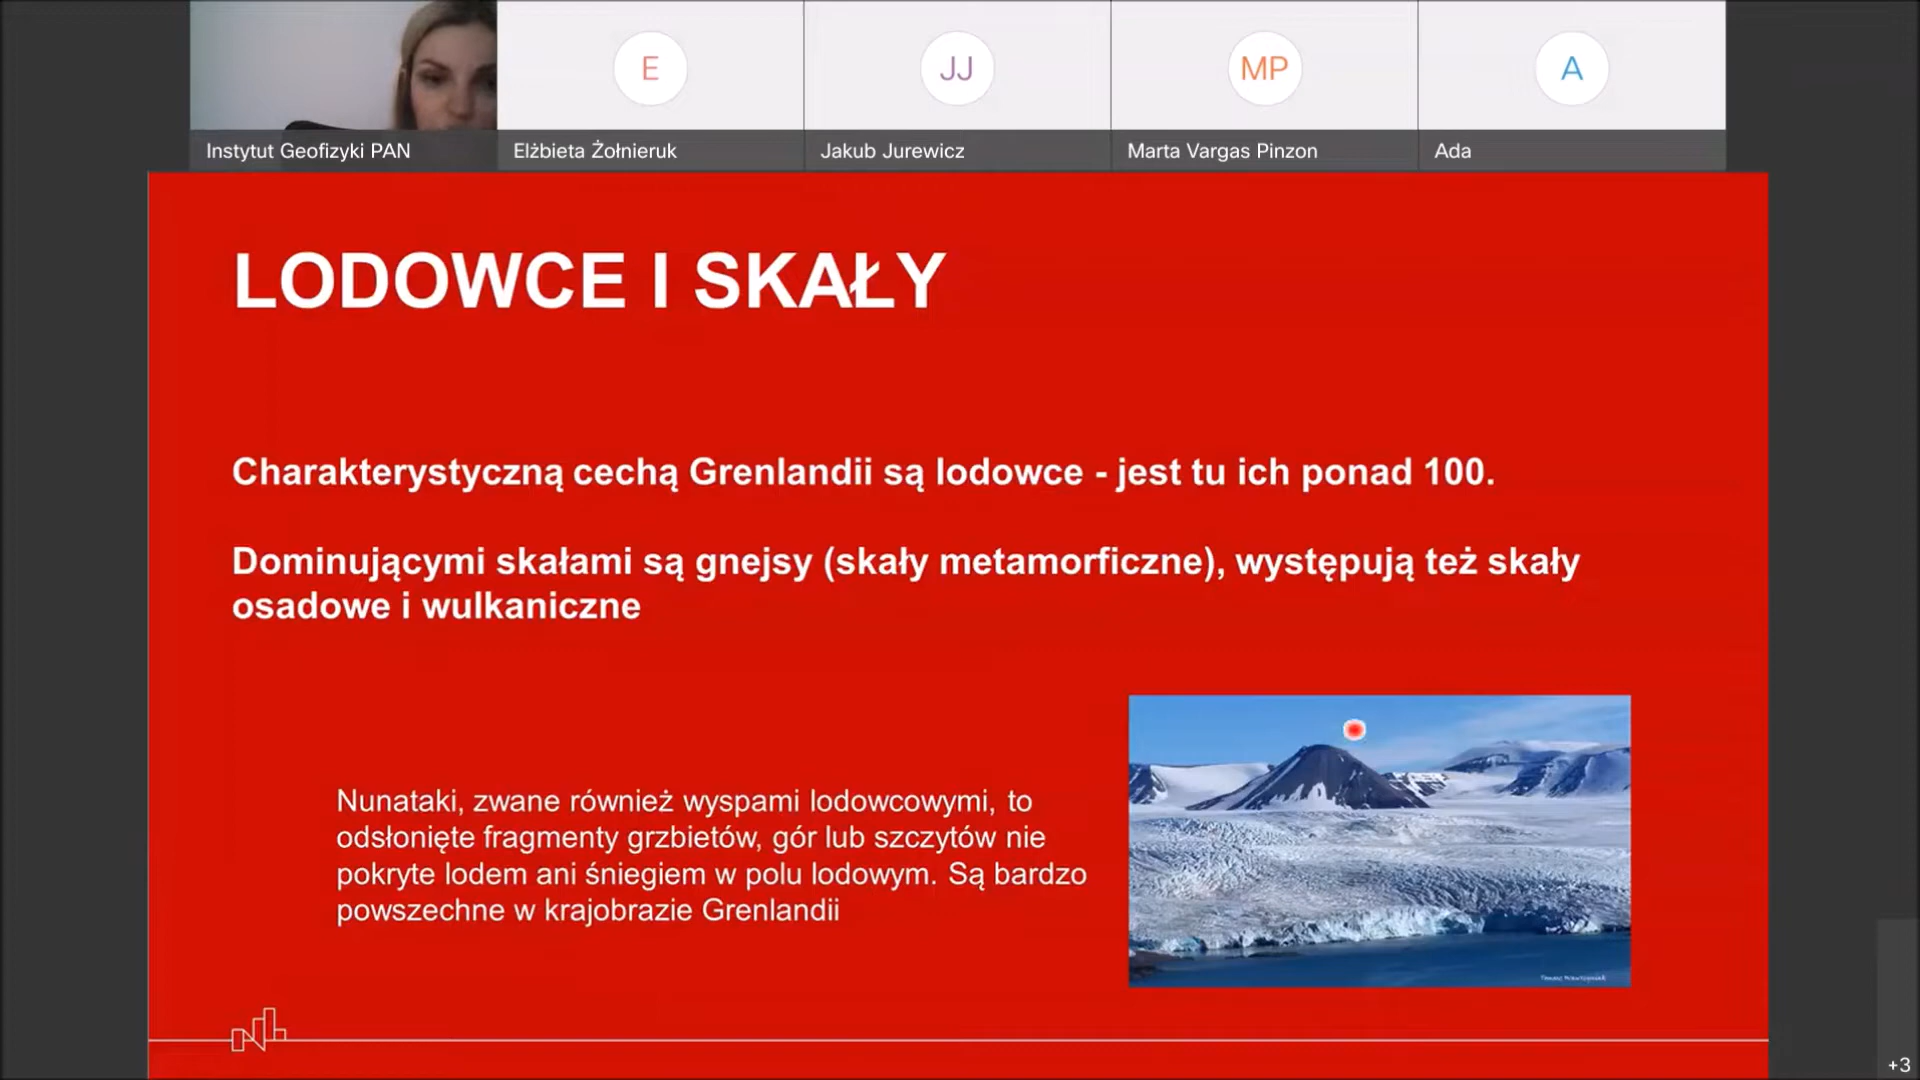 E
JJ
MP
A
Instytut Geofizyki PAN
Elżbieta Żołnieruk
Jakub Jurewicz
Marta Vargas Pinzon
Ada
LODOWCE I SKAŁY
Charakterystyczną cechą Grenlandii są lodowce - jest tu ich ponad 100.
Dominującymi skałami są gnejsy (skały metamorficzne), występują też skały
osadowe i wulkaniczne
Nunataki, zwane również wyspami lodowcowymi, to
odsłonięte fragmenty grzbietów, gór lub szczytów nie
pokryte lodem ani śniegiem w polu lodowym. Są bardzo
powszechne w krajobrazie Grenlandii
+3